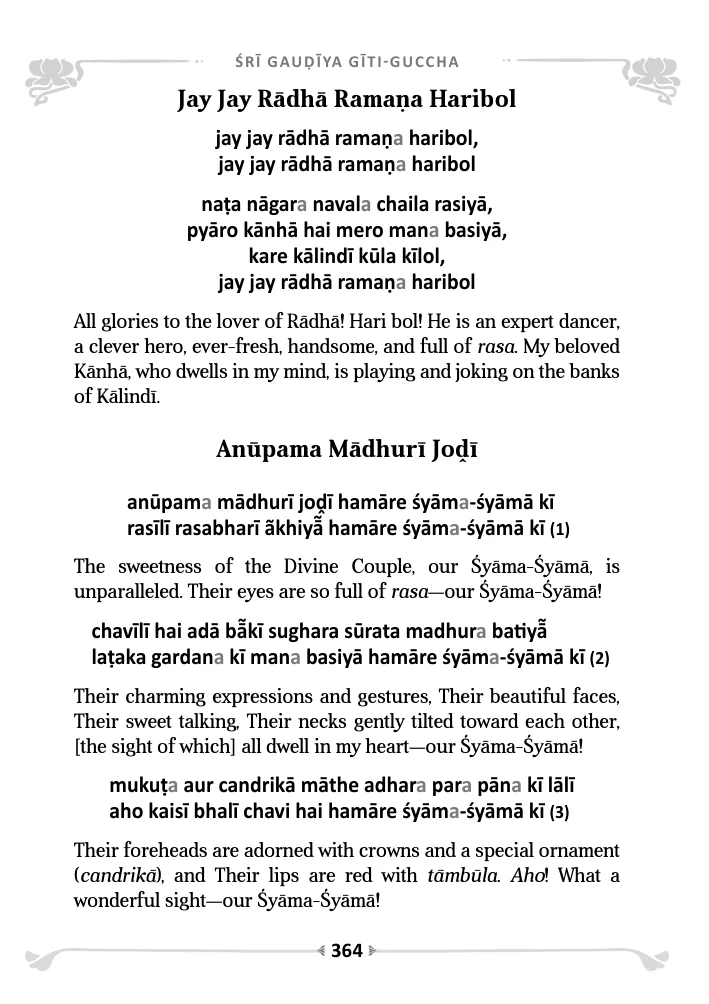 ŚRĪ GAUḌĪYA GĪTI-GUCCHA
Jay Jay Rādhā Ramaṇa Haribol
jay jay rādhā ramaṇa haribol,
jay jay rādhā ramaṇa haribol
naṭa nāgara navala chaila rasiyā,
pyāro kānhā hai mero mana basiyā,
kare kālindī kūla kīlol,
jay jay rādhā ramaṇa haribol
All glories to the lover of Rādhā! Hari bol! He is an expert dancer,
a clever hero, ever-fresh, handsome, and full of rasa. My beloved
Kānhā, who dwells in my mind, is playing and joking on the banks
of Kālindī.
Anūpama Mādhurī Joḍ̱ī
anūpama mādhurī joḍ̱ī hamāre śyāma-śyāmā kī
rasīlī rasabharī ãkhiyā̃ hamāre śyāma-śyāmā kī (1)
The sweetness of the Divine Couple, our Śyāma-Śyāmā, is
unparalleled. Their eyes are so full of rasa—our Śyāma-Śyāmā!
chavīlī hai adā bā̃kī sughara sūrata madhura batiyā̃
laṭaka gardana kī mana basiyā hamāre śyāma-śyāmā kī (2)
Their charming expressions and gestures, Their beautiful faces,
Their sweet talking, Their necks gently tilted toward each other,
[the sight of which] all dwell in my heart—our Śyāma-Śyāmā!
mukuṭa aur candrikā māthe adhara para pāna kī lālī
aho kaisī bhalī chavi hai hamāre śyāma-śyāmā kī (3)
Their foreheads are adorned with crowns and a special ornament
(candrikā), and Their lips are red with tāmbūla. Aho! What a
wonderful sight—our Śyāma-Śyāmā!
364